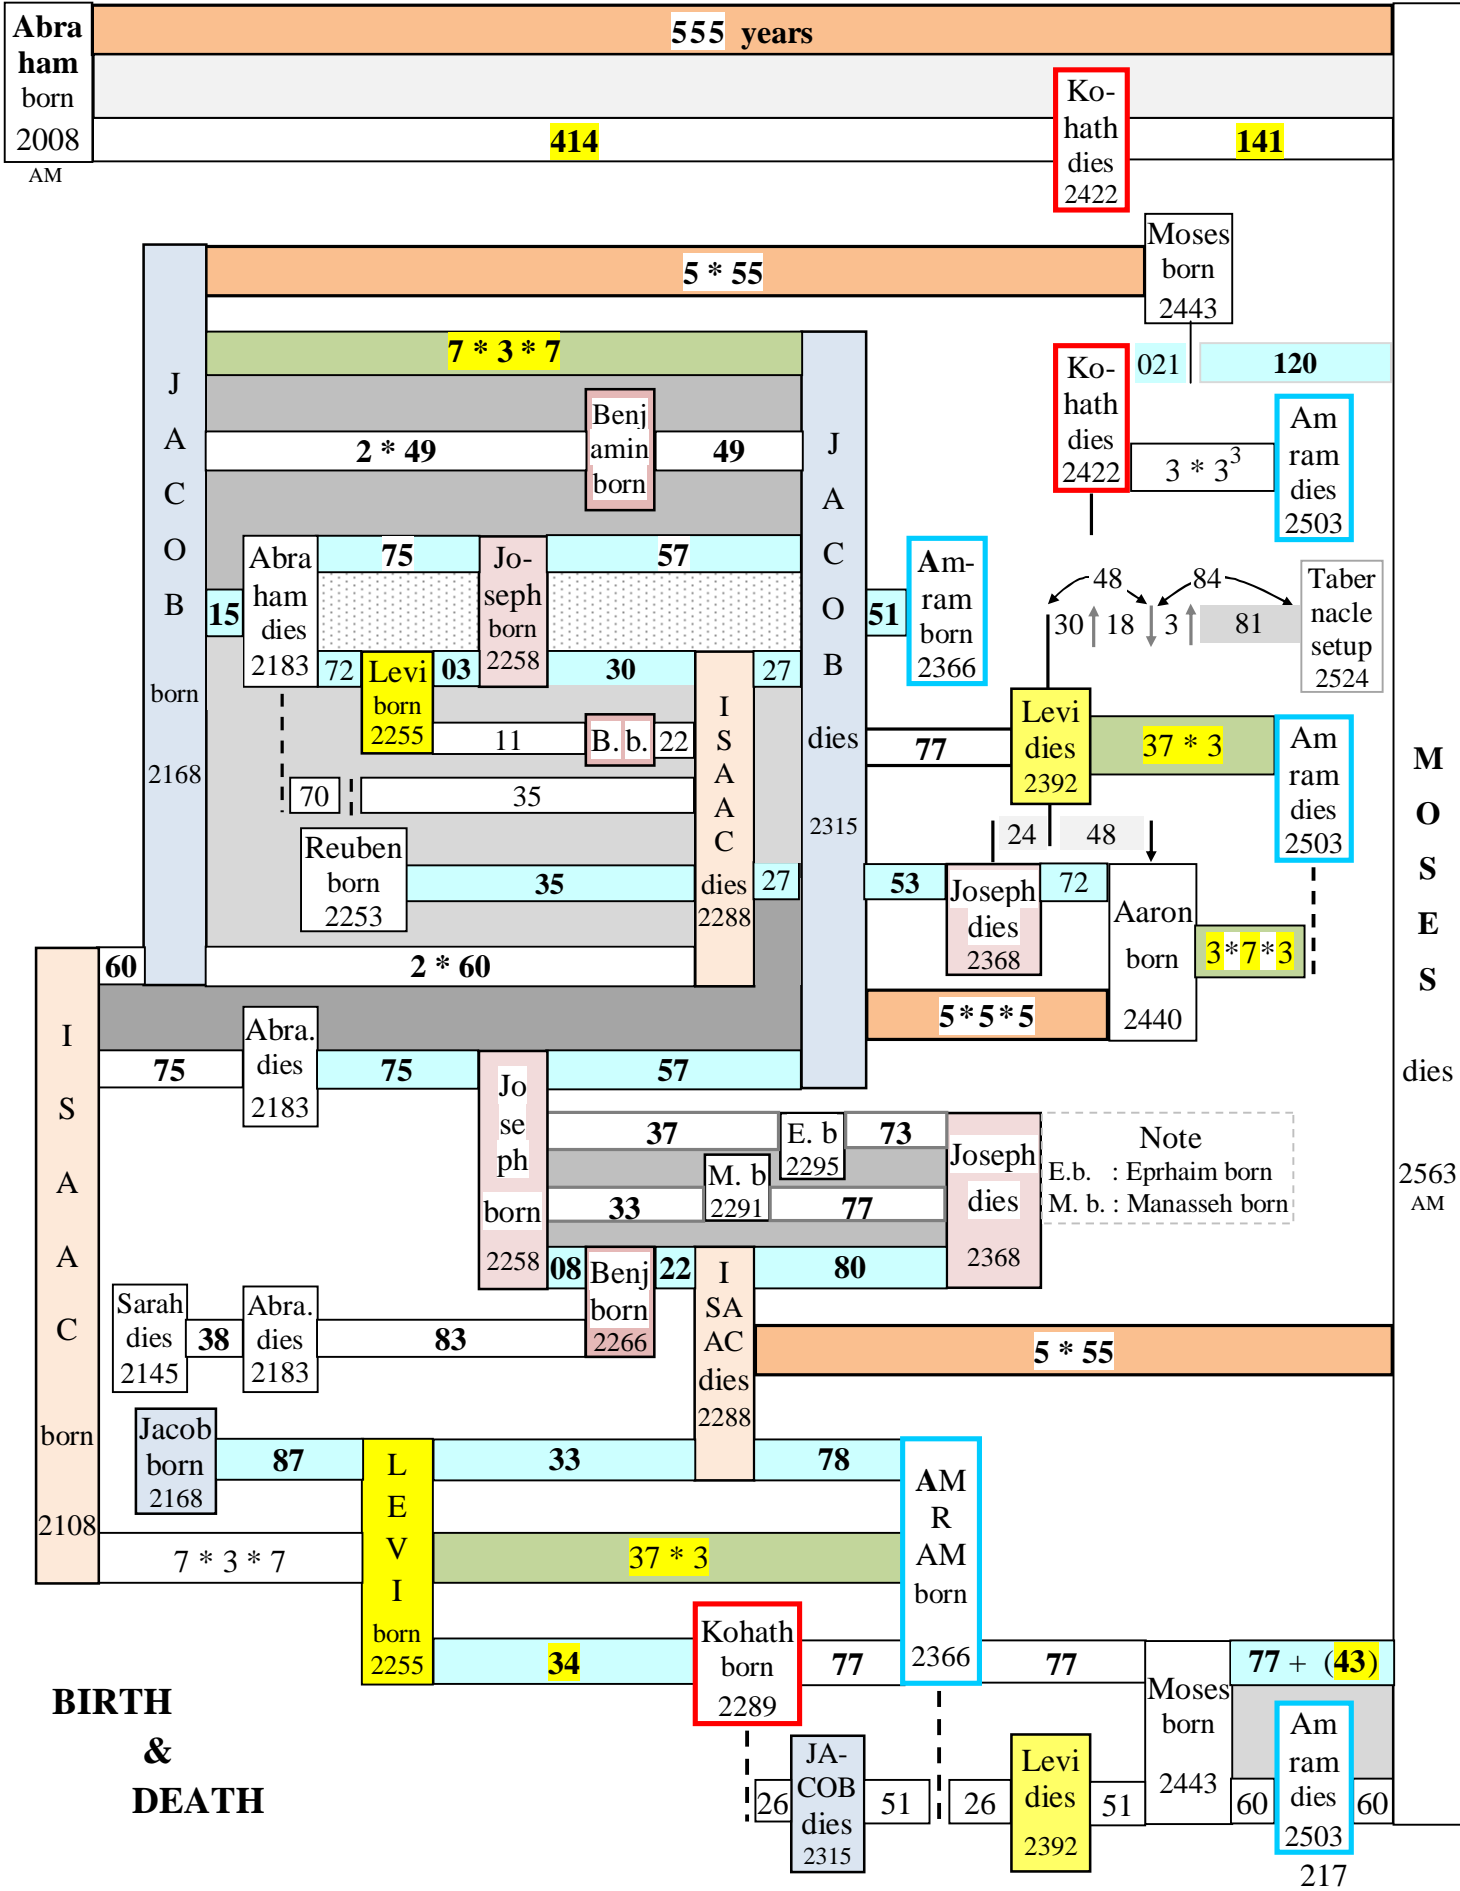 Abra
ham
born
2008
AM
555 years
414
Ko-
hath
dies
2422
141
Moses
born
2443
5 * 55
J
A
C
O
B
born
2168
7 * 3 * 7
2 * 49
Benj
amin
born
49
J
A
C
O
B
dies
2315
Ko-
hath
dies
2422
021
120
3 * 3³
Am
ram
dies
2503
15
Abra
ham
dies
2183
75
Jo-
seph
born
2258
57
51
Am-
ram
born
2366
48
84
30
18
3
81
Taber
nacle
setup
2524
72
Levi
born
2255
03
30
27
I
S
A
A
C
dies
2288
11
B. b.
22
77
Levi
dies
2392
37 * 3
Am
ram
dies
2503
70
35
24
48
Reuben
born
2253
35
27
53
Joseph
dies
2368
72
Aaron
born
2440
3*7*3
60
2 * 60
5*5*5
M
O
S
E
S
dies
2563
AM
I
S
A
A
C
born
2108
75
Abra.
dies
2183
75
Jo
se
ph
born
2258
57
37
E. b
2295
73
M. b
2291
33
77
Joseph
dies
2368
Note
E.b. : Eprhaim born
M. b. : Manasseh born
08
Benj
born
2266
22
I
SA
AC
dies
2288
80
Sarah
dies
2145
38
Abra.
dies
2183
83
5 * 55
Jacob
born
2168
87
L
E
V
I
born
2255
33
78
AM
R
AM
born
2366
7 * 3 * 7
37 * 3
34
Kohath
born
2289
77
77
Moses
born
2443
77 + (43)
BIRTH
&
DEATH
26
JA-
COB
dies
2315
51
26
Levi
dies
2392
51
60
Am
ram
dies
2503
60
217